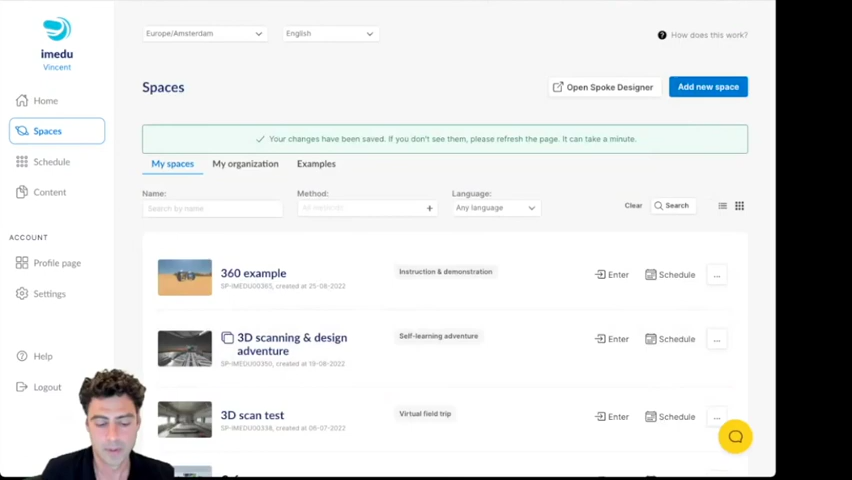 imedu
Vincent
Home
Spaces
Schedule
Content
ACCOUNT
Profile page
Settings
Help
Logout
Europe/Amsterdam
English
How does this work?
Spaces
Open Spoke Designer
Add new space
Your changes have been saved. If you don't see them, please refresh the page. It can take a minute.
My spaces
My organization
Examples
Name:
Method:
Language:
Search by name
All methods
+
Any language
Clear
Search
360 example
SP-IMEDU00365, created at 25-08-2022
Instruction & demonstration
Enter
Schedule
...
3D scanning & design
adventure
SP-IMEDU00350, created at 19-08-2022
Self-learning adventure
Enter
Schedule
...
3D scan test
SP-IMEDU00338, created at 06-07-2022
Virtual field trip
Enter
Schedule
...